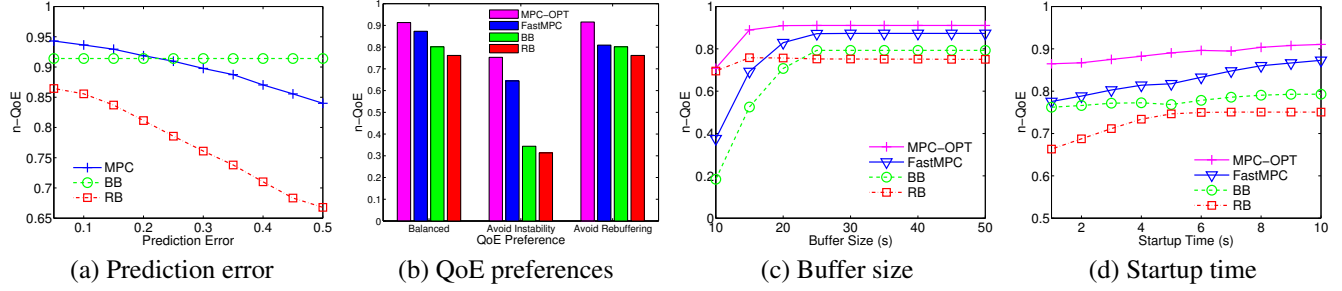 1
0.95
0.9
0.85
0.8
0.75
0.7
0.65
n−QoE
0.1 0.2 0.3 0.4 0.5
Prediction Error
MPC
BB
RB
(a) Prediction error
1
0.9
0.8
0.7
0.6
0.5
0.4
0.3
0.2
0.1
0
n−QoE
MPC−OPT
FastMPC
BB
RB
Balanced Avoid Instability Avoid Rebuffering
QoE Preference
(b) QoE preferences
1
0.8
0.6
0.4
0.2
0
n−QoE
10 20 30 40 50
Buffer Size (s)
MPC−OPT
FastMPC
BB
RB
(c) Buffer size
1
0.9
0.8
0.7
0.6
0.5
n−QoE
2 4 6 8 10
Startup Time (s)
MPC−OPT
FastMPC
BB
RB
(d) Startup time